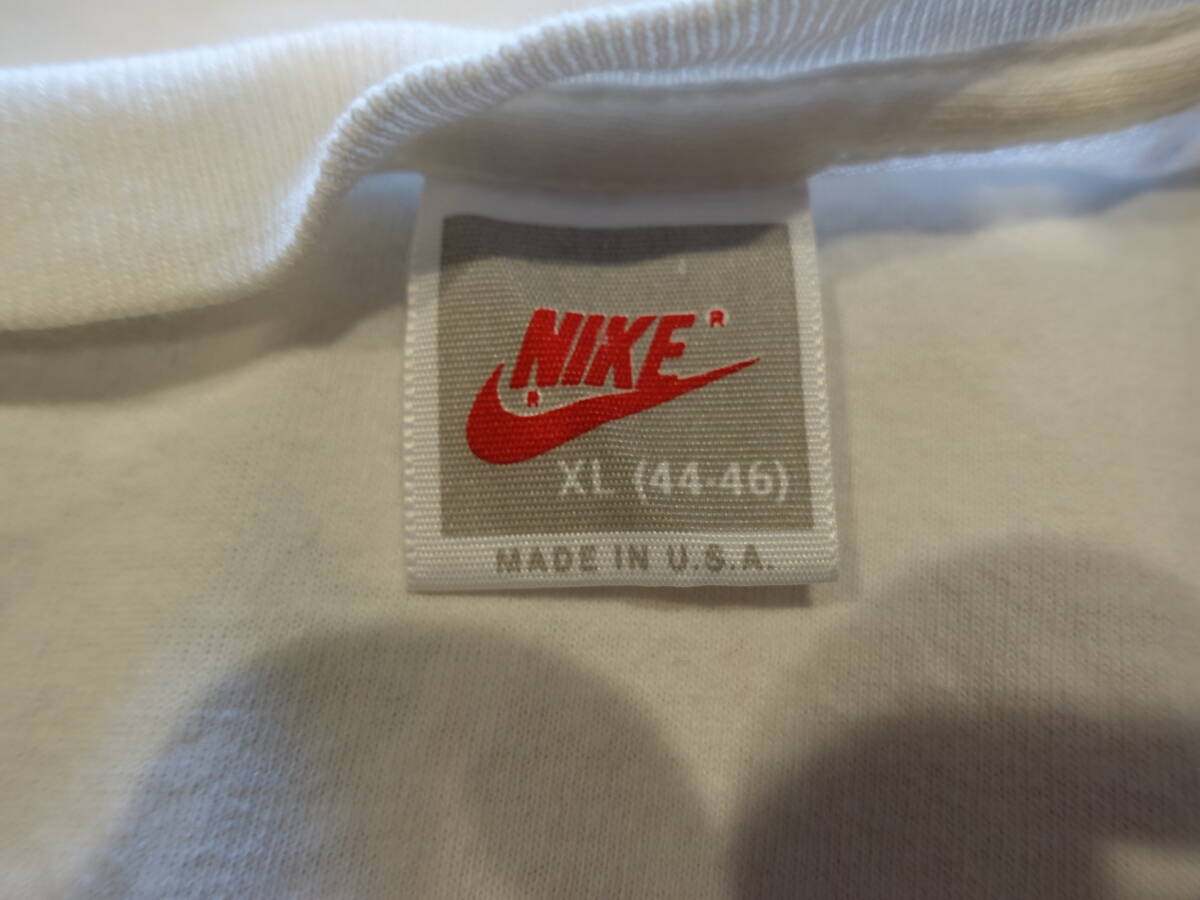 NIKE R
R
XL (44-46)
MADE IN U.S.A.